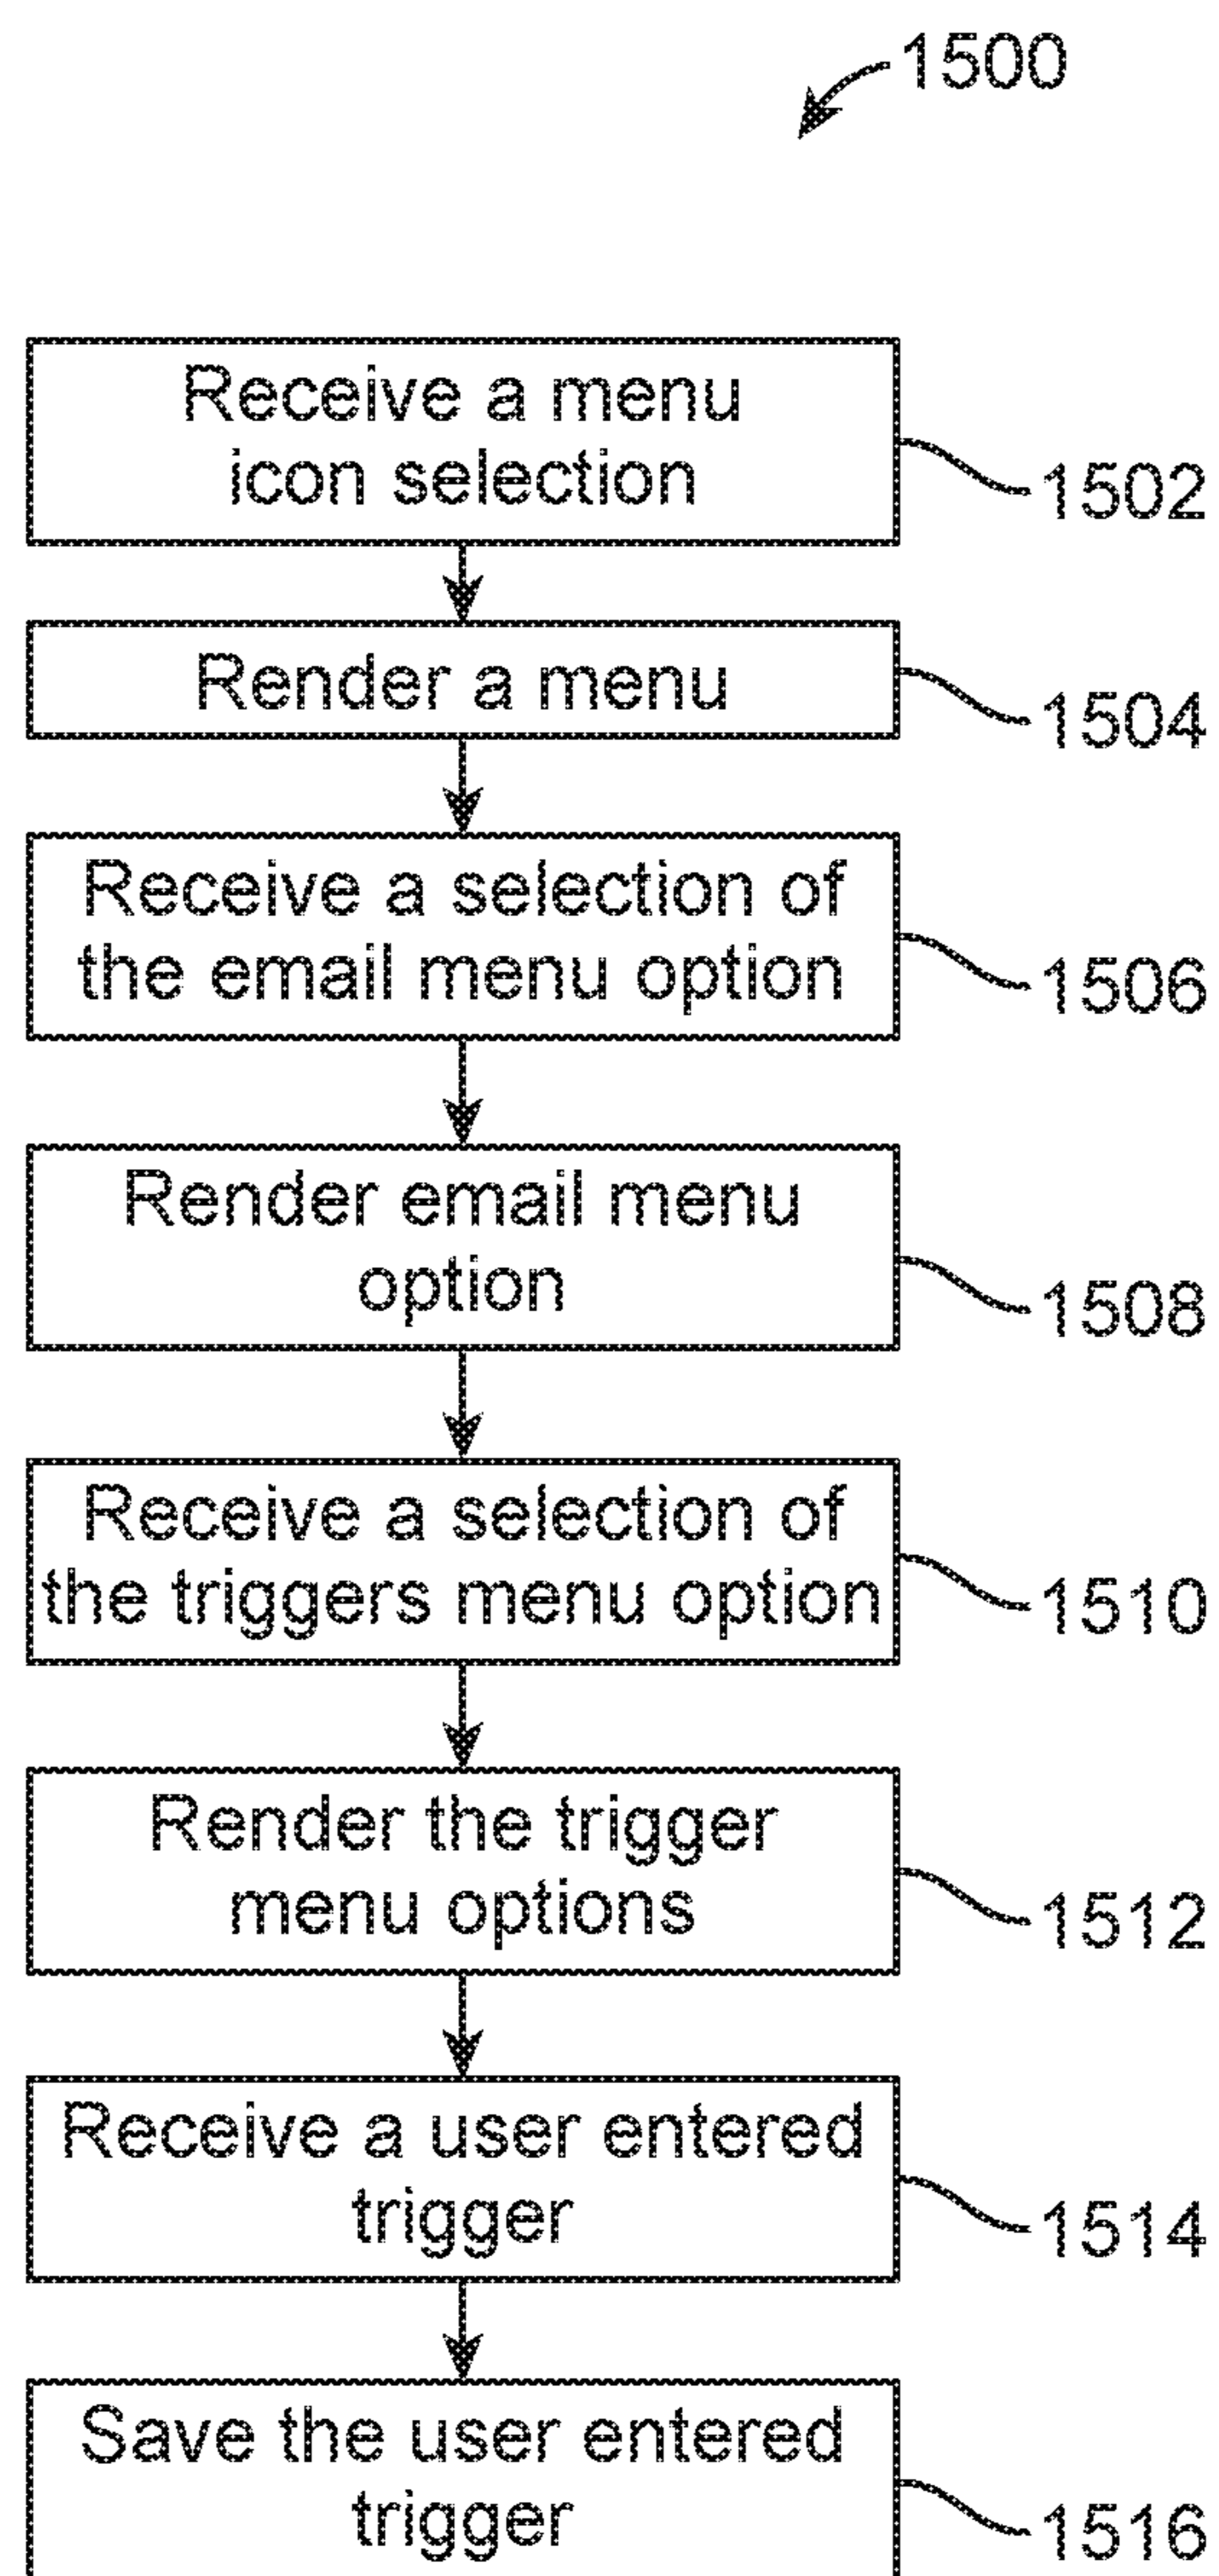 1500
Receive a menu
icon selection
1502
Render a menu
1504
Receive a selection of
the email menu option
1506
Render email menu
option
1508
Receive a selection of
the triggers menu option
1510
Render the trigger
menu options
1512
Receive a user entered
trigger
1514
Save the user entered
trigger
1516